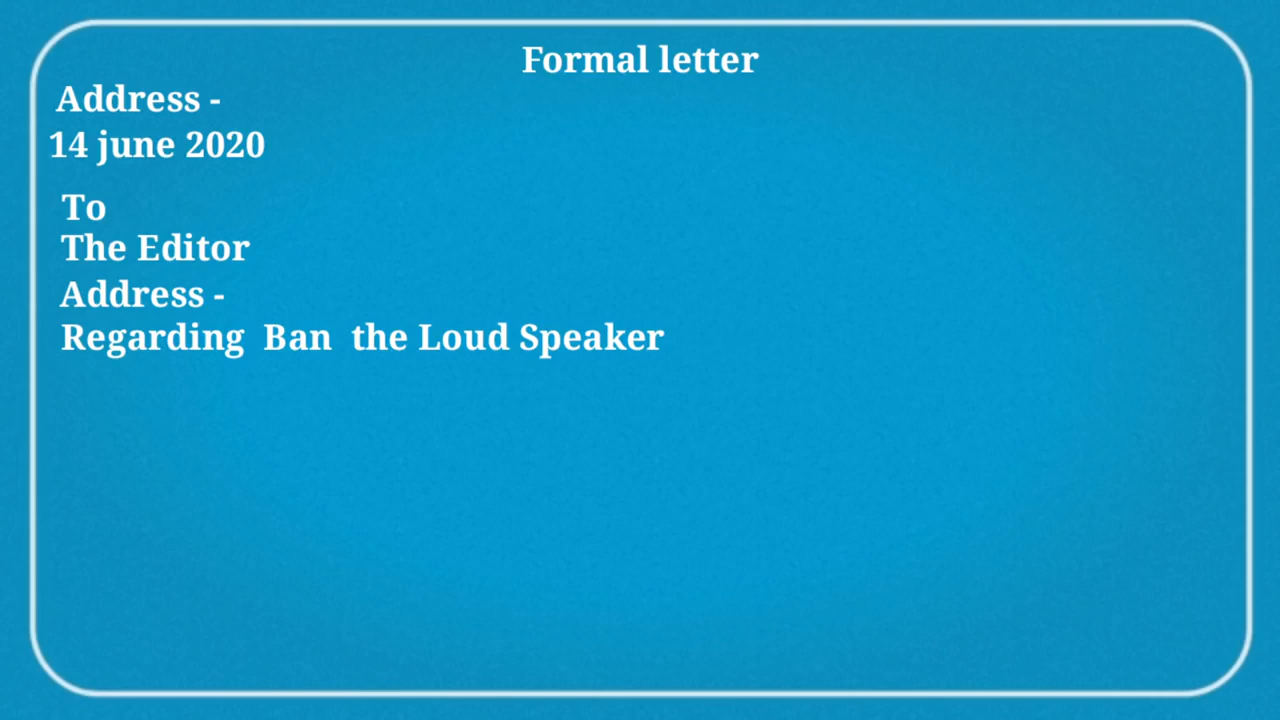 Formal letter
Address -
14 june 2020
To
The Editor
Address -
Regarding Ban the Loud Speaker